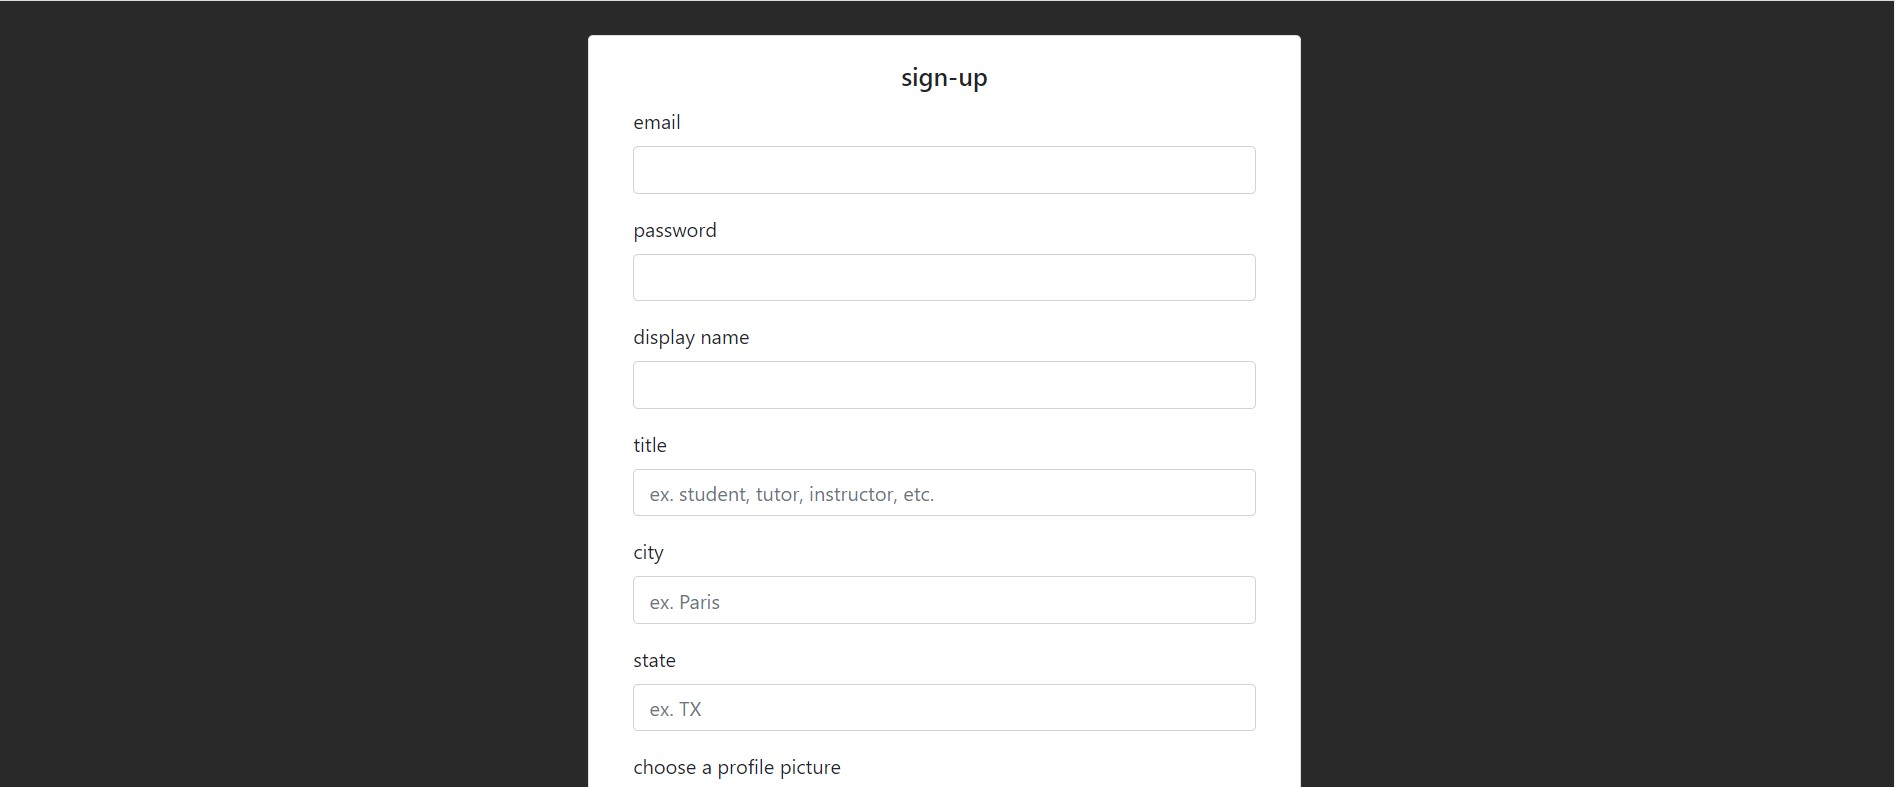 sign-up
email
password
display name
title
ex. student, tutor, instructor, etc.
city
ex. Paris
state
ex. TX
choose a profile picture